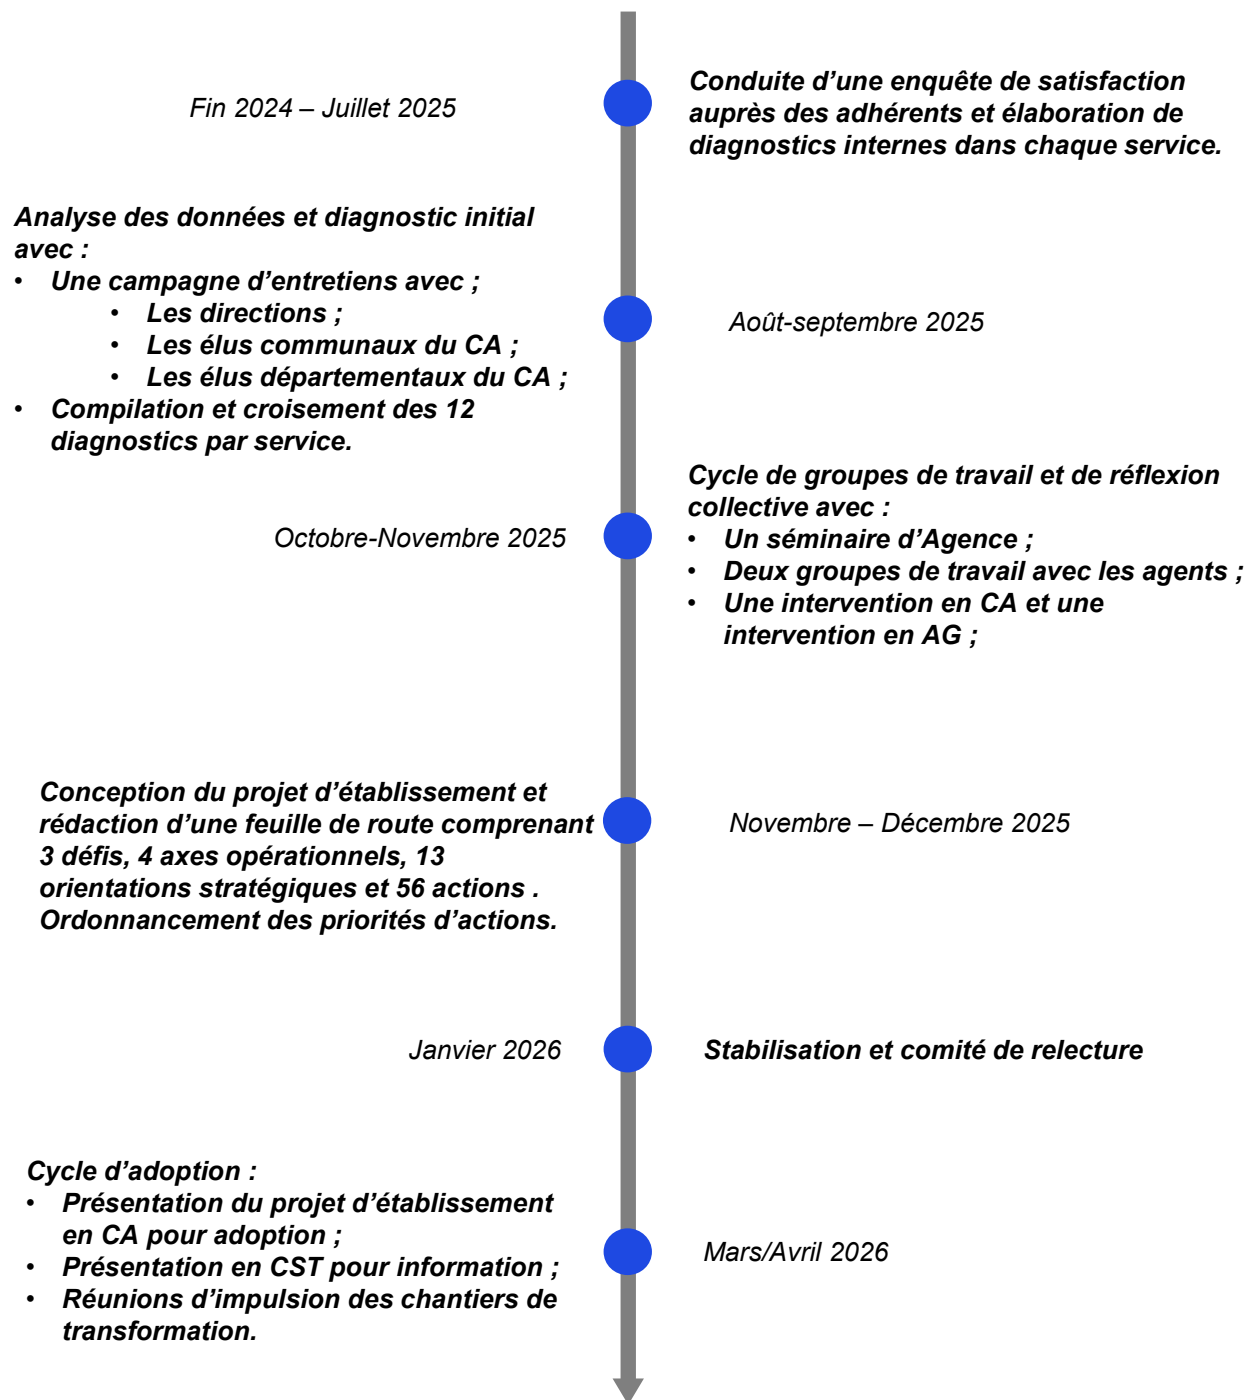 Fin 2024 – Juillet 2025
Conduite d’une enquête de satisfaction
auprès des adhérents et élaboration de
diagnostics internes dans chaque service.
Analyse des données et diagnostic initial
avec :
• Une campagne d’entretiens avec ;
• Les directions ;
• Les élus communaux du CA ;
• Les élus départementaux du CA ;
• Compilation et croisement des 12
diagnostics par service.
Août-septembre 2025
Octobre-Novembre 2025
Cycle de groupes de travail et de réflexion
collective avec :
• Un séminaire d’Agence ;
• Deux groupes de travail avec les agents ;
• Une intervention en CA et une
intervention en AG ;
Conception du projet d’établissement et
rédaction d’une feuille de route comprenant
3 défis, 4 axes opérationnels, 13
orientations stratégiques et 56 actions .
Ordonnancement des priorités d’actions.
Novembre – Décembre 2025
Janvier 2026
Stabilisation et comité de relecture
Cycle d’adoption :
• Présentation du projet d’établissement
en CA pour adoption ;
• Présentation en CST pour information ;
• Réunions d’impulsion des chantiers de
transformation.
Mars/Avril 2026